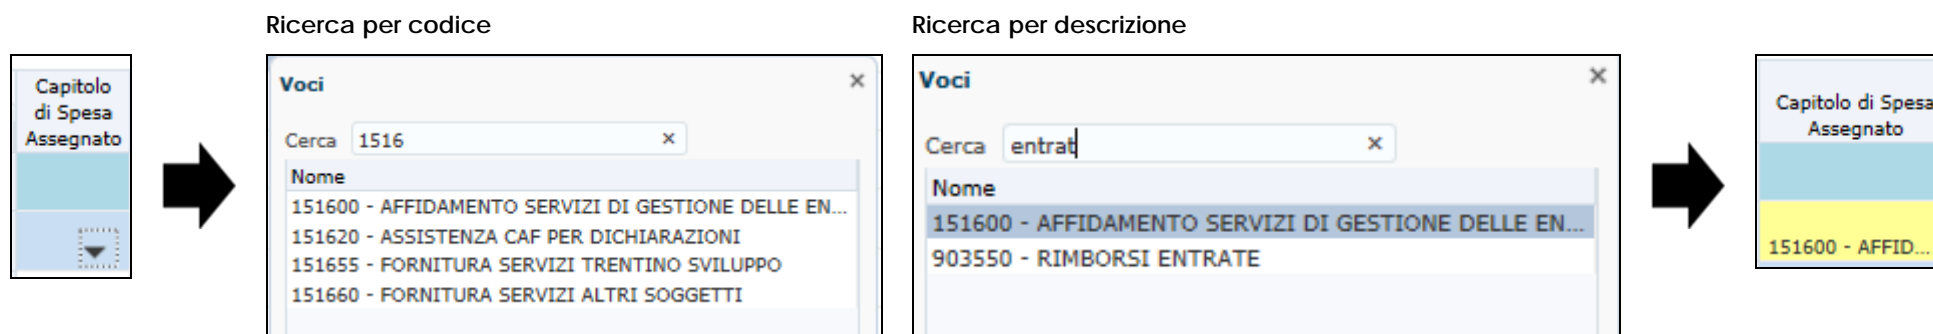 Ricerca per codice
Ricerca per descrizione
Capitolo
di Spesa
Assegnato
Voci
×
Cerca 1516 ×
Nome
151600 - AFFIDAMENTO SERVIZI DI GESTIONE DELLE EN...
151620 - ASSISTENZA CAF PER DICHIARAZIONI
151655 - FORNITURA SERVIZI TRENTINO SVILUPPO
151660 - FORNITURA SERVIZI ALTRI SOGGETTI
Voci
×
Cerca entrat ×
Nome
151600 - AFFIDAMENTO SERVIZI DI GESTIONE DELLE EN...
903550 - RIMBORSI ENTRATE
Capitolo di Spesa
Assegnato
151600 - AFFID...